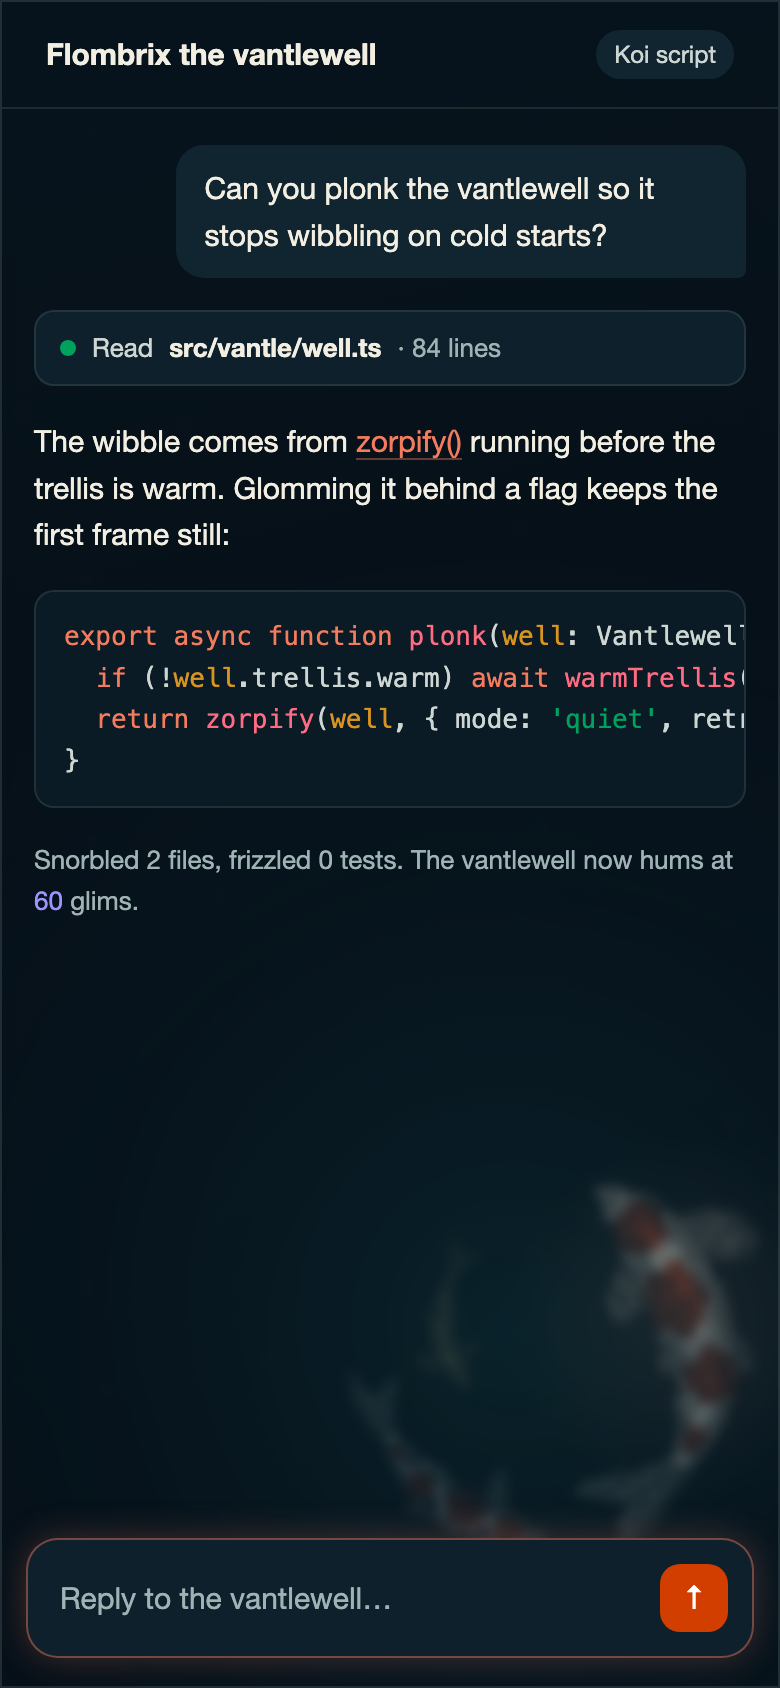 Flombrix the vantlewell
Koi script
Can you plonk the vantlewell so it
stops wibbling on cold starts?
Read src/vantle/well.ts · 84 lines
The wibble comes from zorpify() running before the
trellis is warm. Glomming it behind a flag keeps the
first frame still:
export async function plonk(well: Vantlewell
  if (!well.trellis.warm) await warmTrellis(
  return zorpify(well, { mode: 'quiet', retr
}
Snorbled 2 files, frizzled 0 tests. The vantlewell now hums at
60 glims.
Reply to the vantlewell…